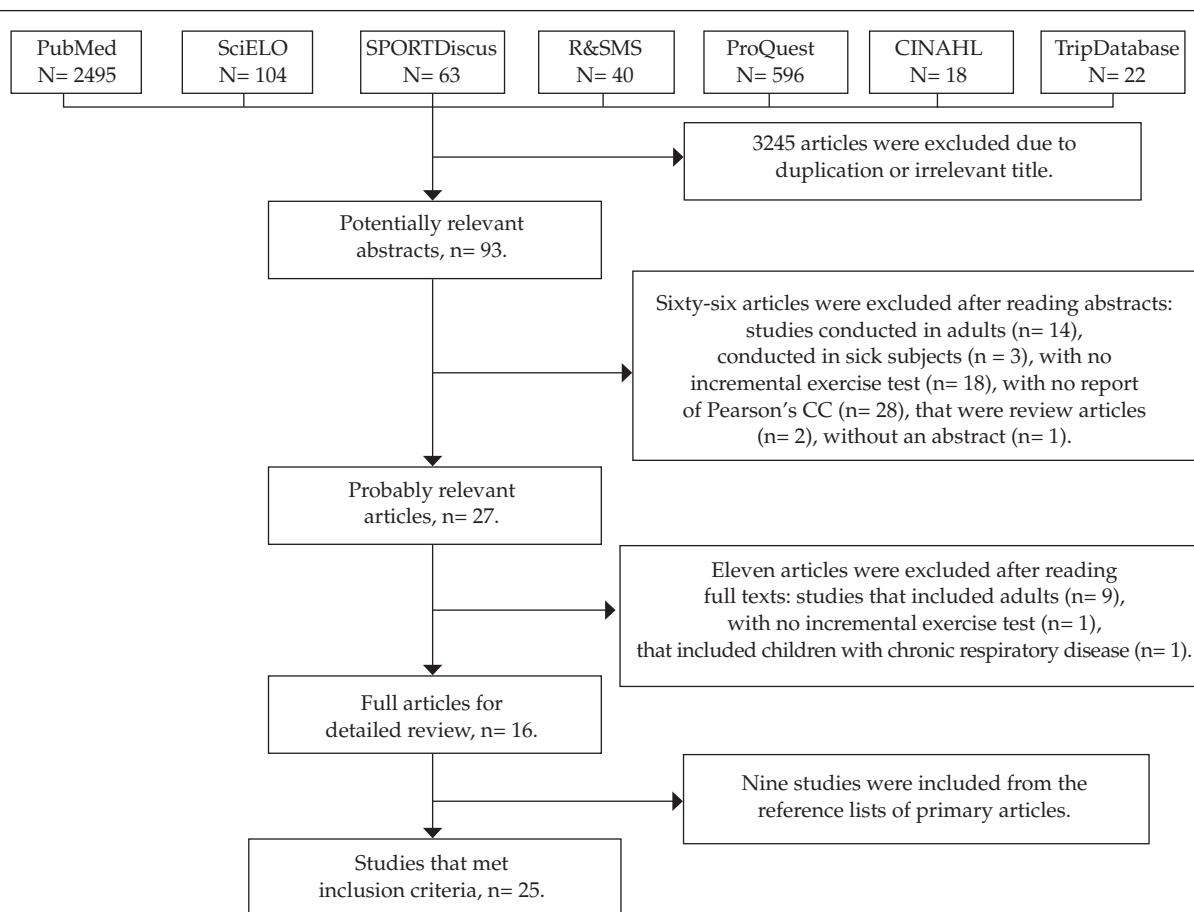 PubMed
N= 2495
SciELO
N= 104
SPORTDiscus
N= 63
R&SMS
N= 40
ProQuest
N= 596
CINAHL
N= 18
TripDatabase
N= 22
3245 articles were excluded due to
duplication or irrelevant title.
Potentially relevant
abstracts, n= 93.
Sixty-six articles were excluded after reading abstracts:
studies conducted in adults (n= 14),
conducted in sick subjects (n = 3), with no
incremental exercise test (n= 18), with no report
of Pearson's CC (n= 28), that were review articles
(n= 2), without an abstract (n= 1).
Probably relevant
articles, n= 27.
Eleven articles were excluded after reading
full texts: studies that included adults (n= 9),
with no incremental exercise test (n= 1),
that included children with chronic respiratory disease (n= 1).
Full articles for
detailed review, n= 16.
Nine studies were included from the
reference lists of primary articles.
Studies that met
inclusion criteria, n= 25.